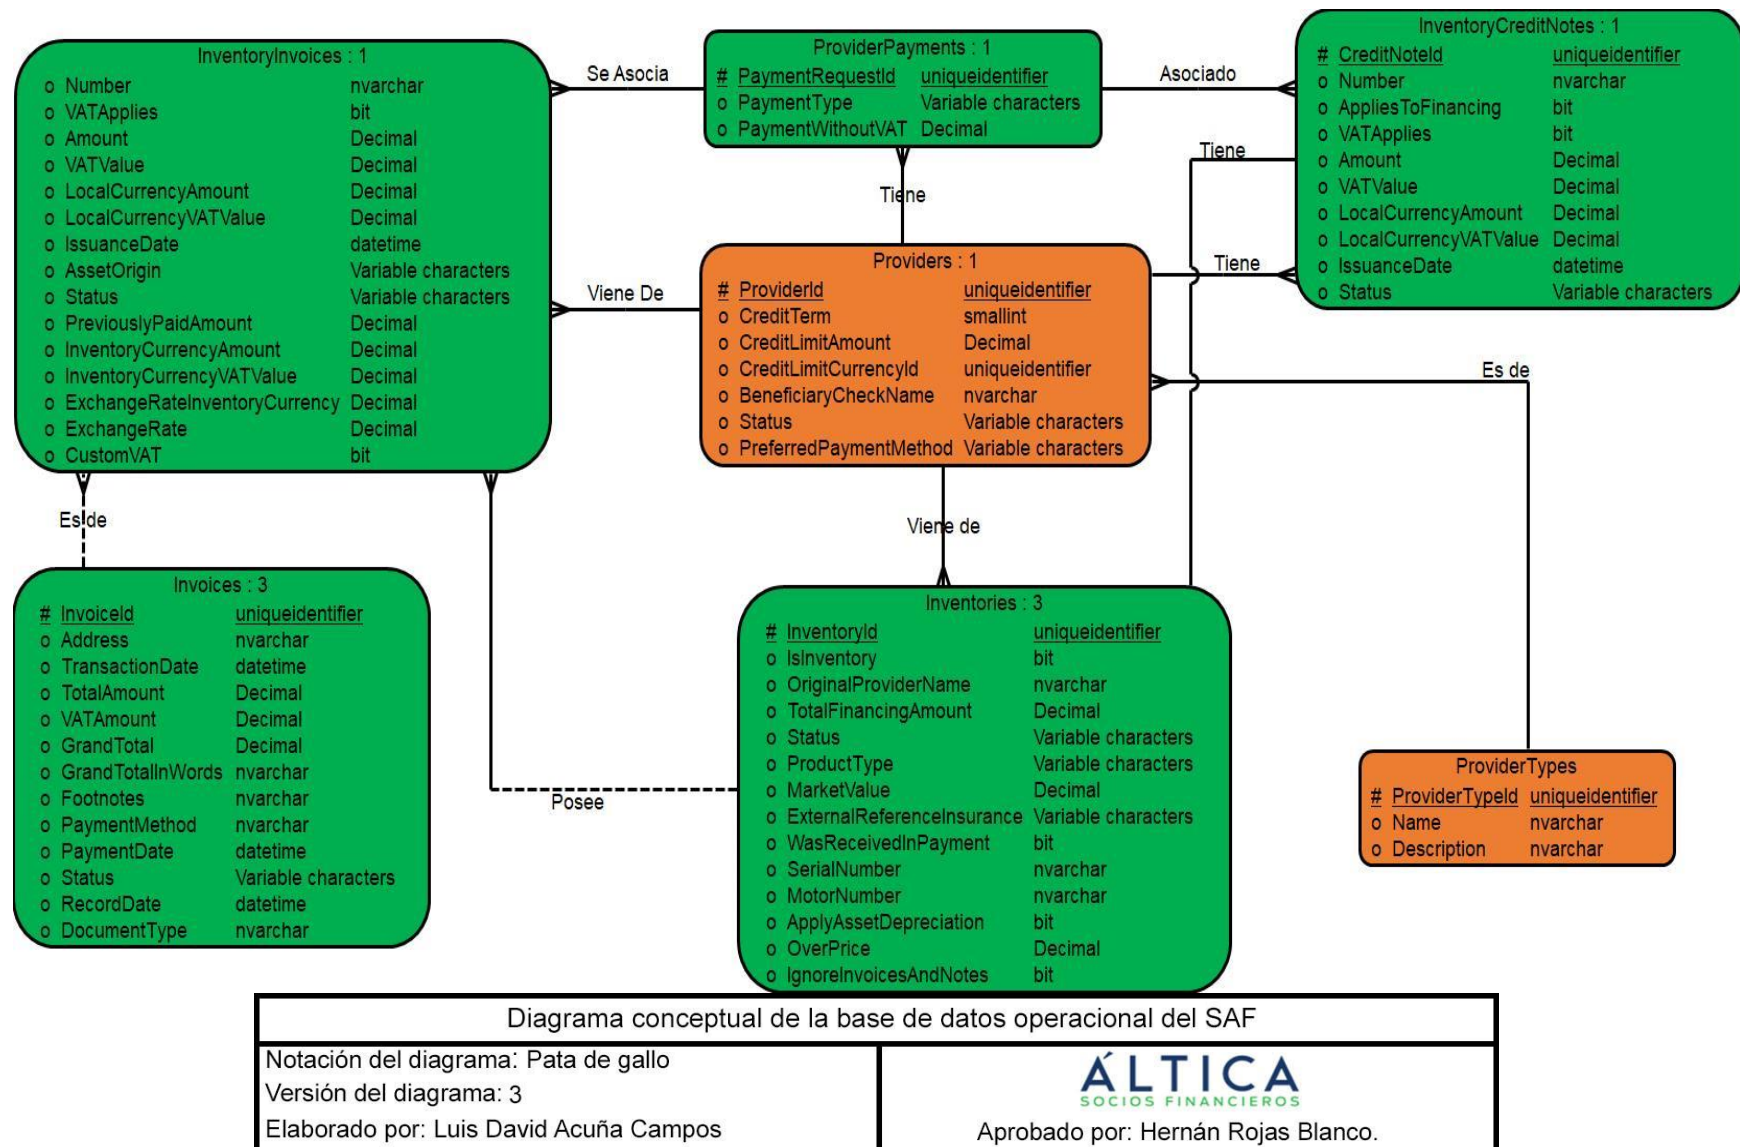 InventoryInvoices : 1
o Number nvarchar
o VATApplies bit
o Amount Decimal
o VATValue Decimal
o LocalCurrencyAmount Decimal
o LocalCurrencyVATValue Decimal
o IssuanceDate datetime
o AssetOrigin Variable characters
o Status Variable characters
o PreviouslyPaidAmount Decimal
o InventoryCurrencyAmount Decimal
o InventoryCurrencyVATValue Decimal
o ExchangeRateInventoryCurrency Decimal
o ExchangeRate Decimal
o CustomVAT bit
Se Asocia
ProviderPayments : 1
# PaymentRequestId uniqueidentifier
o PaymentType Variable characters
o PaymentWithoutVAT Decimal
Asociado
InventoryCreditNotes : 1
# CreditNoteId uniqueidentifier
o Number nvarchar
o AppliesToFinancing bit
o VATApplies bit
o Amount Decimal
o VATValue Decimal
o LocalCurrencyAmount Decimal
o LocalCurrencyVATValue Decimal
o IssuanceDate datetime
o Status Variable characters
Tiene
Tiene
Viene De
Providers : 1
# ProviderId uniqueidentifier
o CreditTerm smallint
o CreditLimitAmount Decimal
o CreditLimitCurrencyId uniqueidentifier
o BeneficiaryCheckName nvarchar
o Status Variable characters
o PreferredPaymentMethod Variable characters
Tiene
Es de
Es de
Viene de
Invoices : 3
# InvoiceId uniqueidentifier
o Address nvarchar
o TransactionDate datetime
o TotalAmount Decimal
o VATAmount Decimal
o GrandTotal Decimal
o GrandTotalInWords nvarchar
o Footnotes nvarchar
o PaymentMethod nvarchar
o PaymentDate datetime
o Status Variable characters
o RecordDate datetime
o DocumentType nvarchar
Posee
Inventories : 3
# InventoryId uniqueidentifier
o IsInventory bit
o OriginalProviderName nvarchar
o TotalFinancingAmount Decimal
o Status Variable characters
o ProductType Variable characters
o MarketValue Decimal
o ExternalReferenceInsurance Variable characters
o WasReceivedInPayment bit
o SerialNumber nvarchar
o MotorNumber nvarchar
o ApplyAssetDepreciation bit
o OverPrice Decimal
o IgnoreInvoicesAndNotes bit
ProviderTypes
# ProviderTypeId uniqueidentifier
o Name nvarchar
o Description nvarchar
Diagrama conceptual de la base de datos operacional del SAF
Notación del diagrama: Pata de gallo
Versión del diagrama: 3
Elaborado por: Luis David Acuña Campos
ÁLTICA
SOCIOS FINANCIEROS
Aprobado por: Hernán Rojas Blanco.